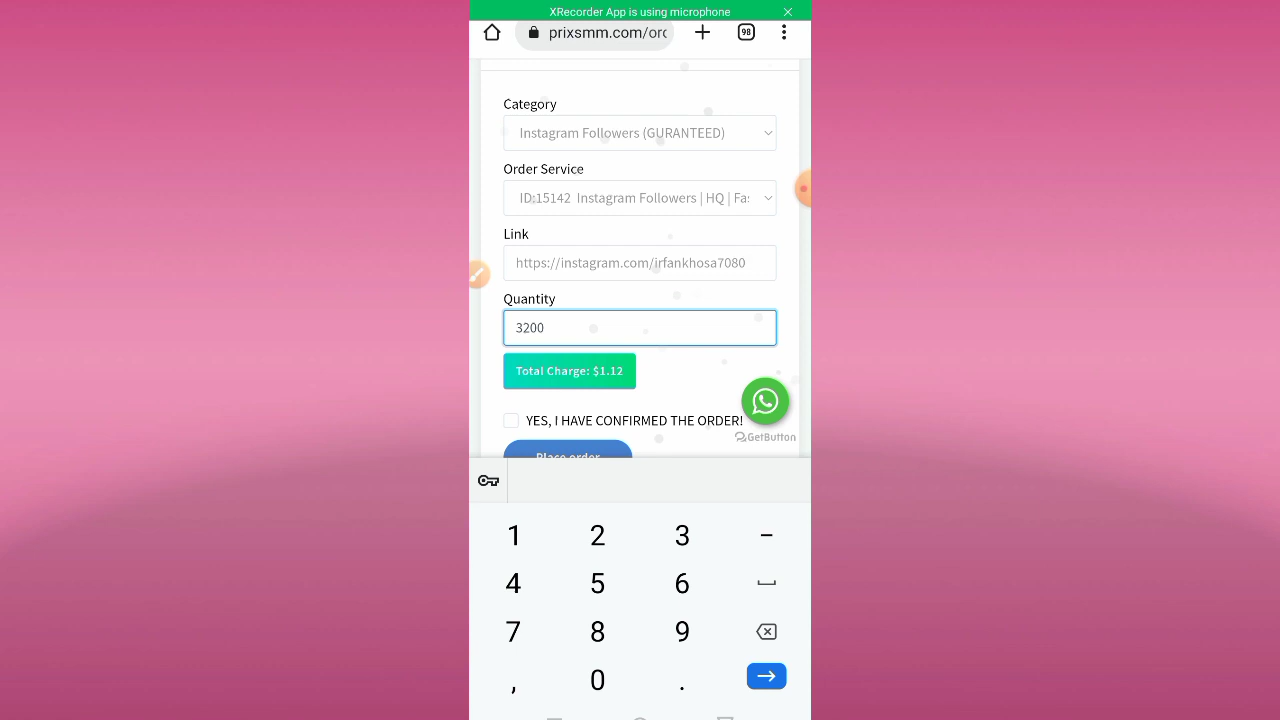 XRecorder App is using microphone
prixsmm.com/orc
98
Category
Instagram Followers (GURANTEED)
Order Service
ID:15142 Instagram Followers | HQ | Fa
Link
https://instagram.com/irfankhosa7080
Quantity
3200
Total Charge: $1.12
YES, I HAVE CONFIRMED THE ORDER!
GetButton
Place order
1 2 3 −
4 5 6
7 8 9
, 0 .